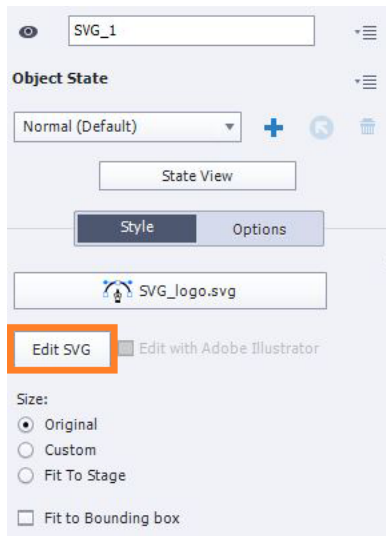 SVG_1
Object State
Normal (Default)
State View
Style Options
SVG_logo.svg
Edit SVG Edit with Adobe Illustrator
Size:
Original
Custom
Fit To Stage
Fit to Bounding box